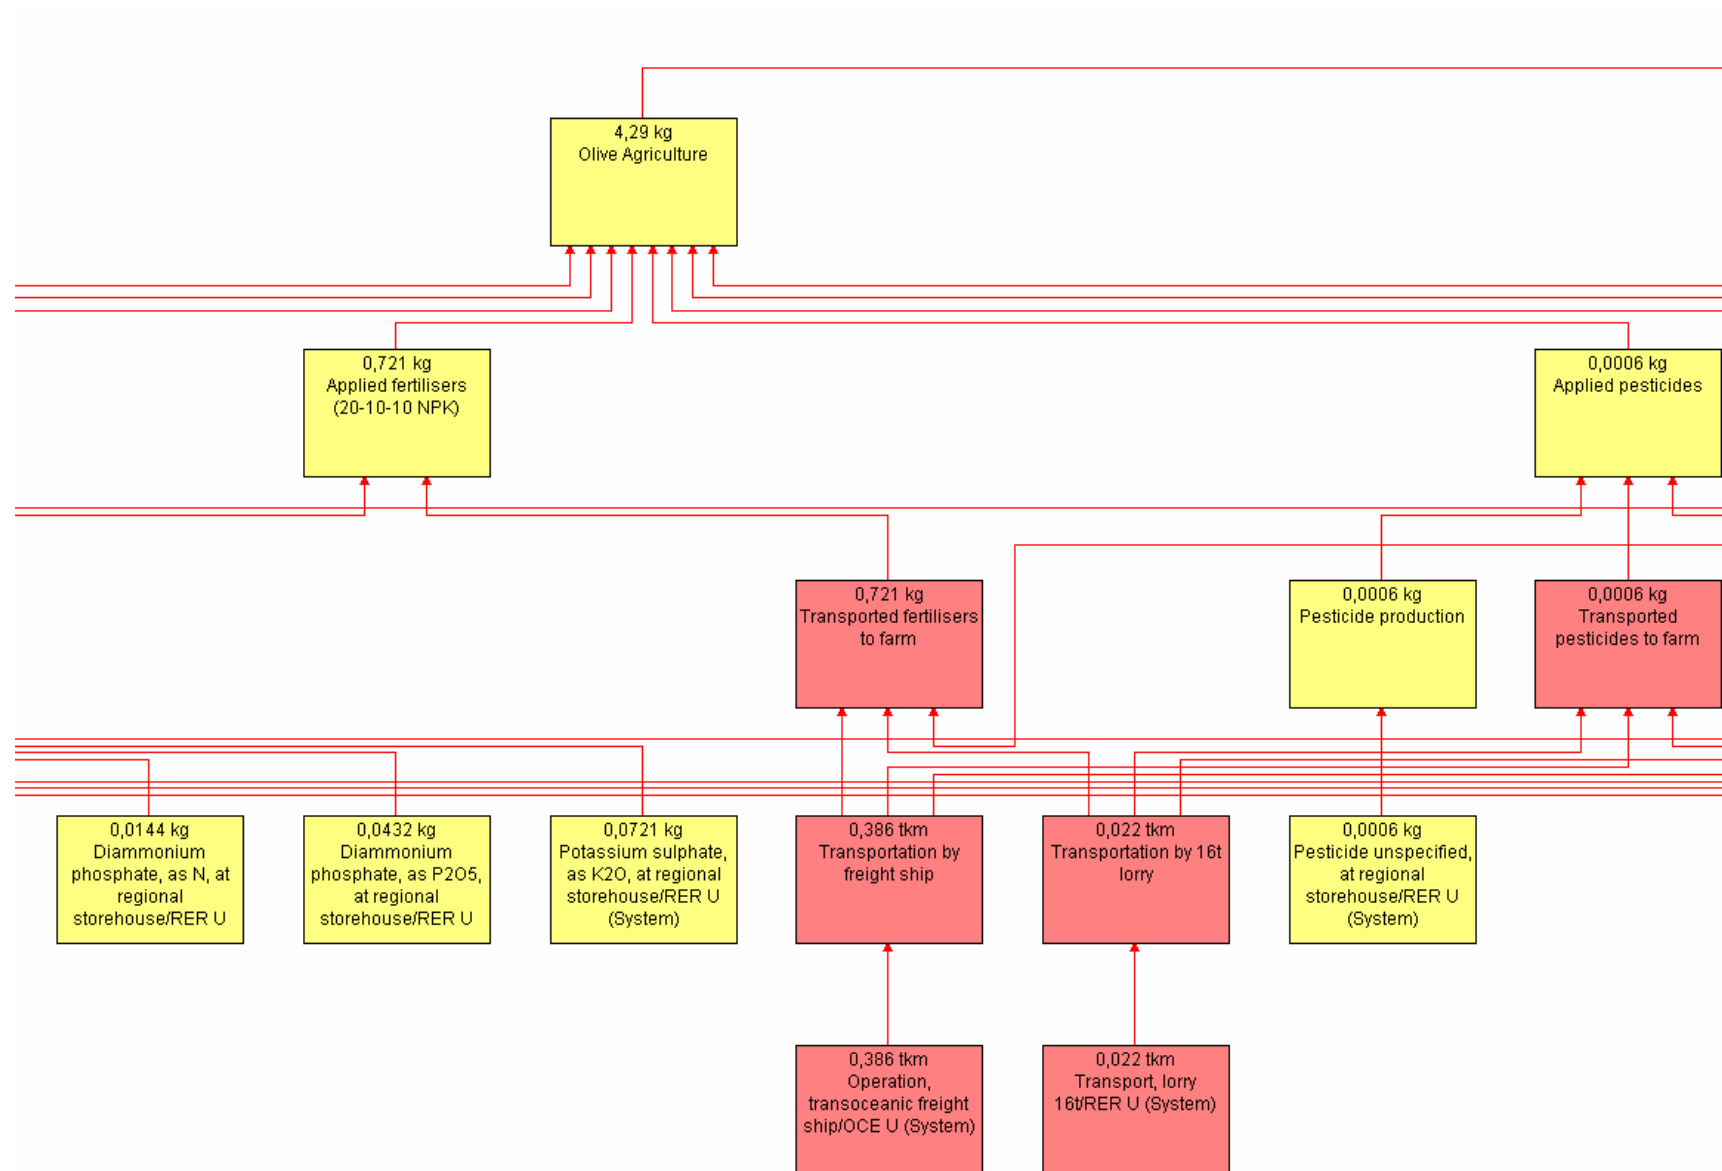 4,29 kg
Olive Agriculture
0,721 kg
Applied fertilisers
(20-10-10 NPK)
0,0006 kg
Applied pesticides
0,721 kg
Transported fertilisers
to farm
0,0006 kg
Pesticide production
0,0006 kg
Transported
pesticides to farm
0,0144 kg
Diammonium
phosphate, as N, at
regional
storehouse/RER U
0,0432 kg
Diammonium
phosphate, as P2O5,
at regional
storehouse/RER U
0,0721 kg
Potassium sulphate,
as K2O, at regional
storehouse/RER U
(System)
0,386 tkm
Transportation by
freight ship
0,022 tkm
Transportation by 16t
lorry
0,0006 kg
Pesticide unspecified,
at regional
storehouse/RER U
(System)
0,386 tkm
Operation,
transoceanic freight
ship/OCE U (System)
0,022 tkm
Transport, lorry
16t/RER U (System)